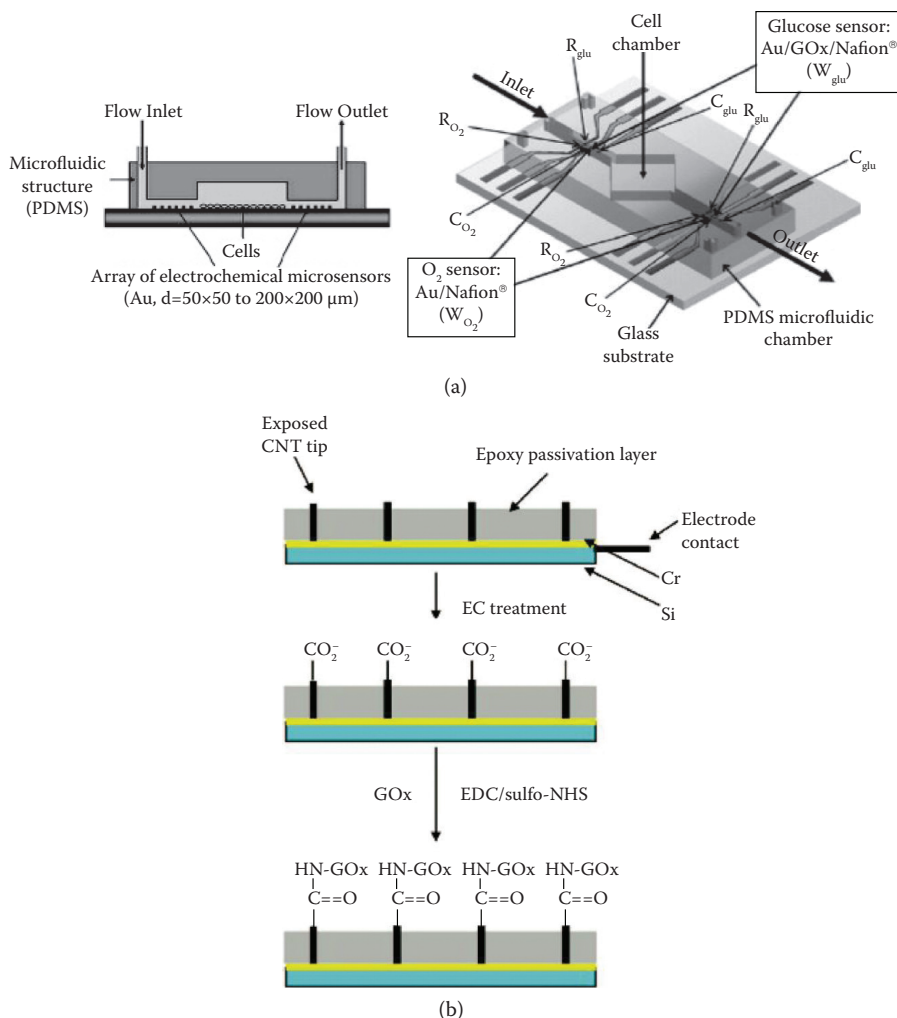 Flow Inlet
Flow Outlet
Microfluidic
structure
(PDMS)
Cells
Array of electrochemical microsensors
(Au, d=50×50 to 200×200 μm)
Cell
chamber
Glucose sensor:
Au/GOx/Nafion®
(W_glu)
R_glu
Inlet
C_glu
R_glu
R_O₂
C_glu
C_O₂
R_O₂
Outlet
O₂ sensor:
Au/Nafion®
(W_O₂)
C_O₂
Glass
substrate
PDMS microfluidic
chamber
(a)
Exposed
CNT tip
Epoxy passivation layer
Electrode
contact
Cr
Si
EC treatment
CO₂⁻ CO₂⁻ CO₂⁻ CO₂⁻
GOx EDC/sulfo-NHS
HN-GOx HN-GOx HN-GOx HN-GOx
C==O C==O C==O C==O
(b)